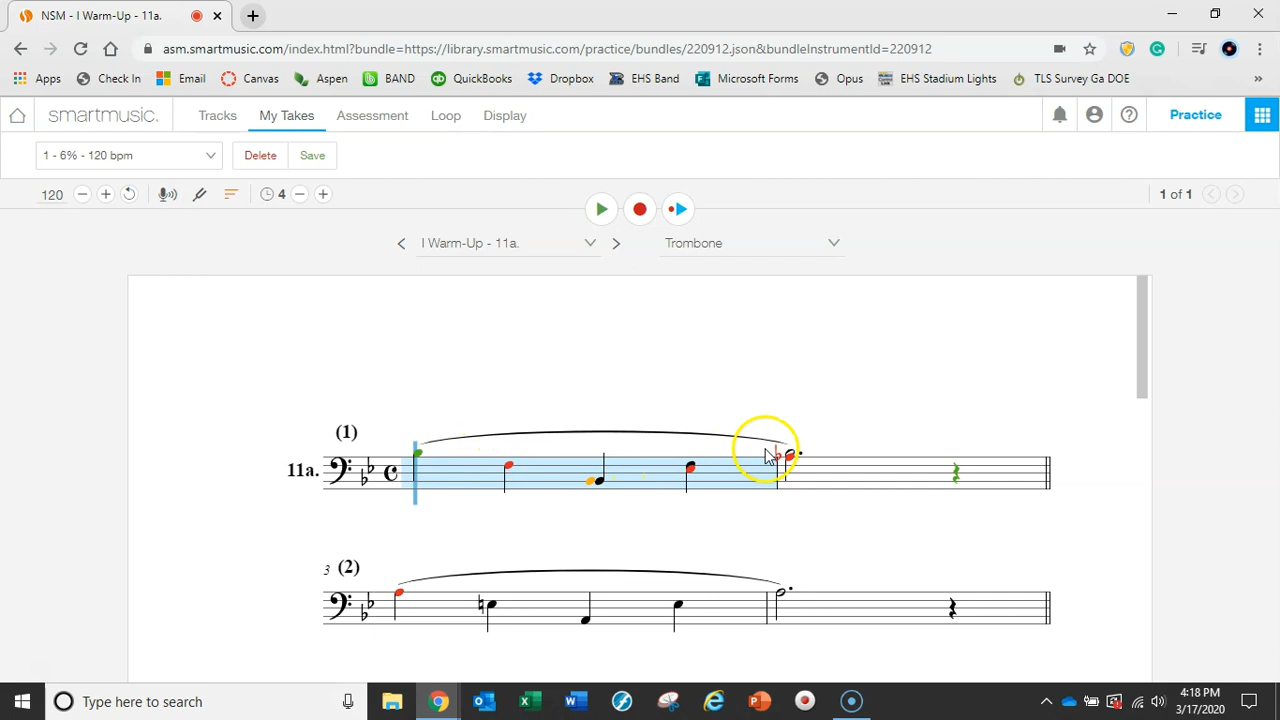 NSM - I Warm-Up - 11a.
asm.smartmusic.com/index.html?bundle=https://library.smartmusic.com/practice/bundles/220912.json&bundleInstrumentId=220912
Apps Check In Email Canvas Aspen BAND QuickBooks Dropbox EHS Band Microsoft Forms Opus EHS Stadium Lights TLS Survey Ga DOE »
smartmusic. Tracks My Takes Assessment Loop Display Practice
1 - 6% - 120 bpm Delete Save
120 4 1 of 1
I Warm-Up - 11a. Trombone
(1)
11a.
3 (2)
Type here to search
4:18 PM
3/17/2020